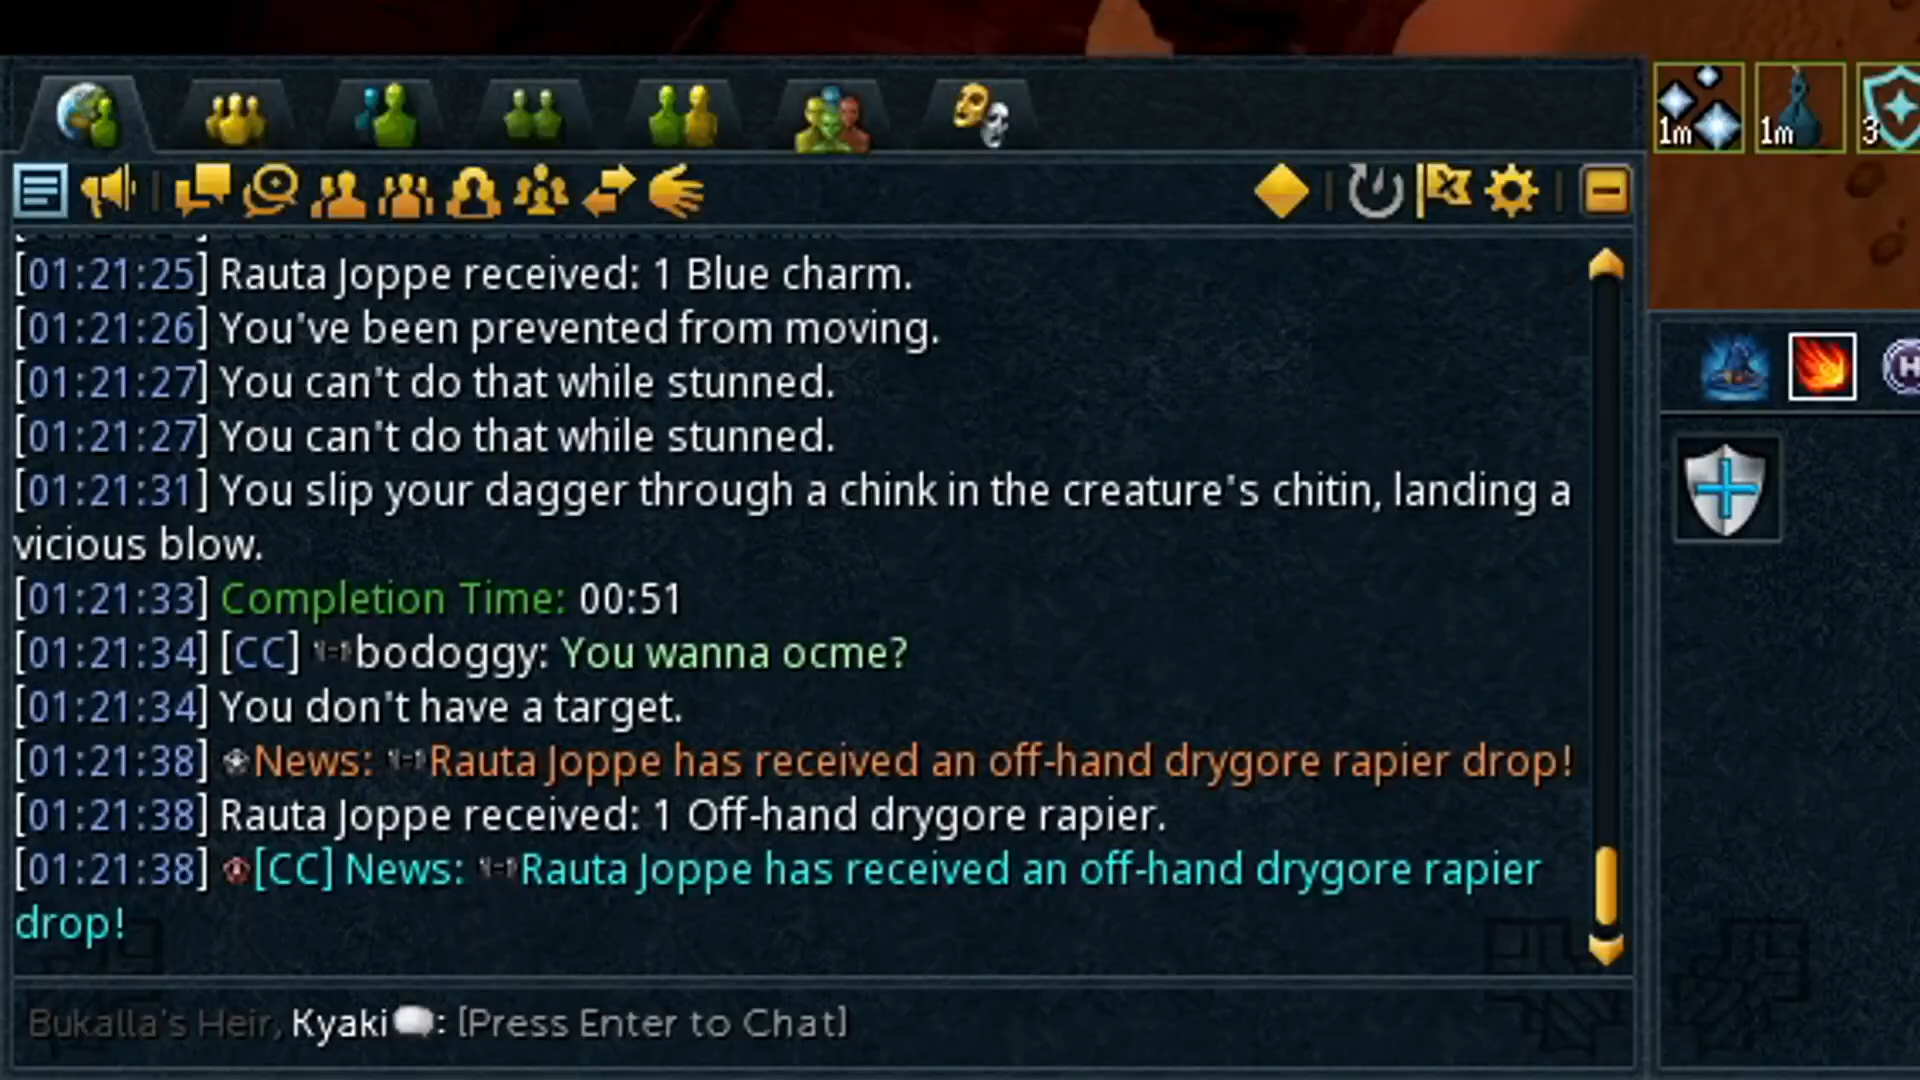 1m
1m
3
[01:21:25] Rauta Joppe received: 1 Blue charm.
[01:21:26] You've been prevented from moving.
[01:21:27] You can't do that while stunned.
[01:21:27] You can't do that while stunned.
[01:21:31] You slip your dagger through a chink in the creature's chitin, landing a
vicious blow.
[01:21:33] Completion Time: 00:51
[01:21:34] [CC] bodoggy: You wanna ocme?
[01:21:34] You don't have a target.
[01:21:38] News: Rauta Joppe has received an off-hand drygore rapier drop!
[01:21:38] Rauta Joppe received: 1 Off-hand drygore rapier.
[01:21:38] [CC] News: Rauta Joppe has received an off-hand drygore rapier
drop!
Bukalla's Heir, Kyaki: [Press Enter to Chat]
H